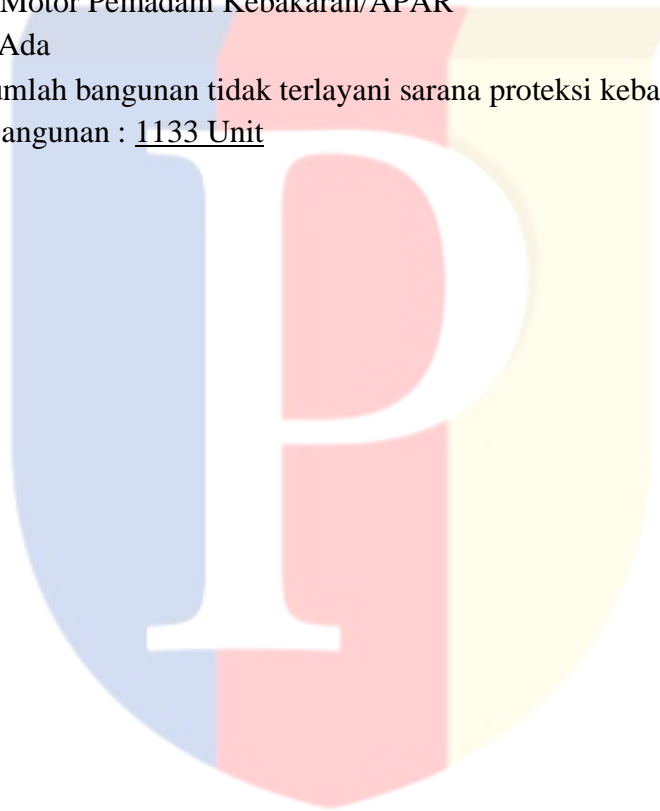 Motor Pemadam Kebakaran/APAR
Ada
umlah bangunan tidak terlayani sarana proteksi keba
angunan : 1133 Unit
P